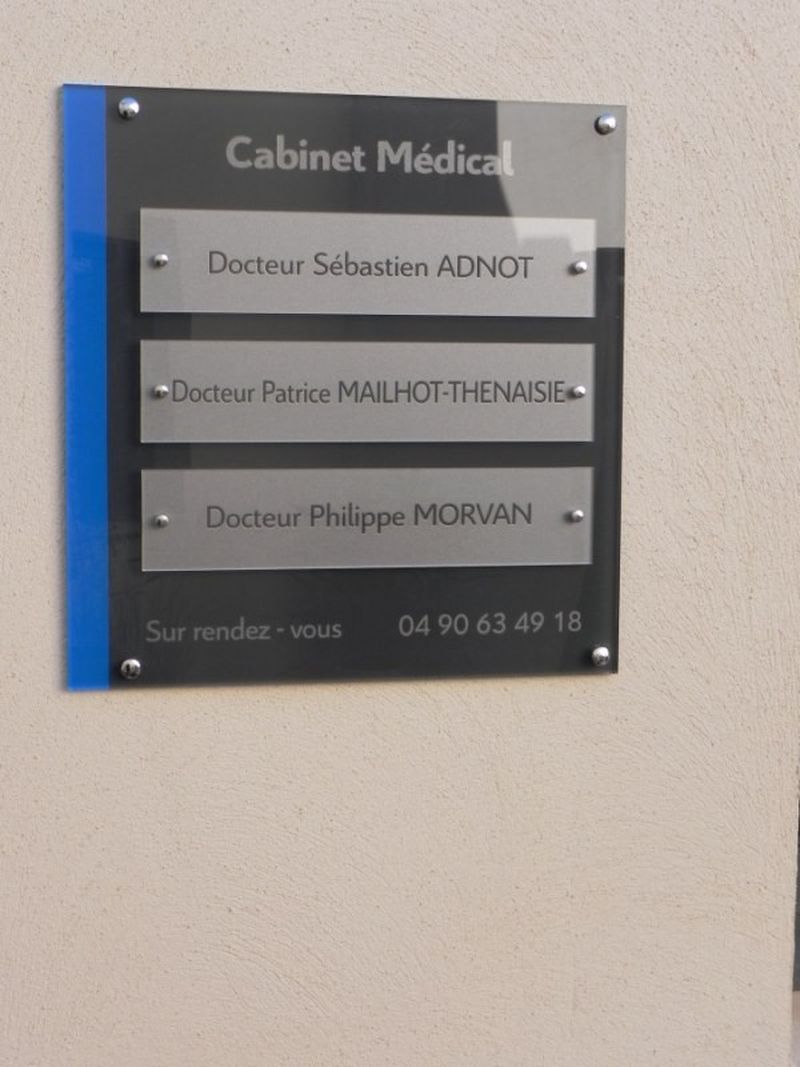 Cabinet Médical
Docteur Sébastien ADNOT
Docteur Patrice MAILHOT-THENAISIE
Docteur Philippe MORVAN
Sur rendez - vous 04 90 63 49 18